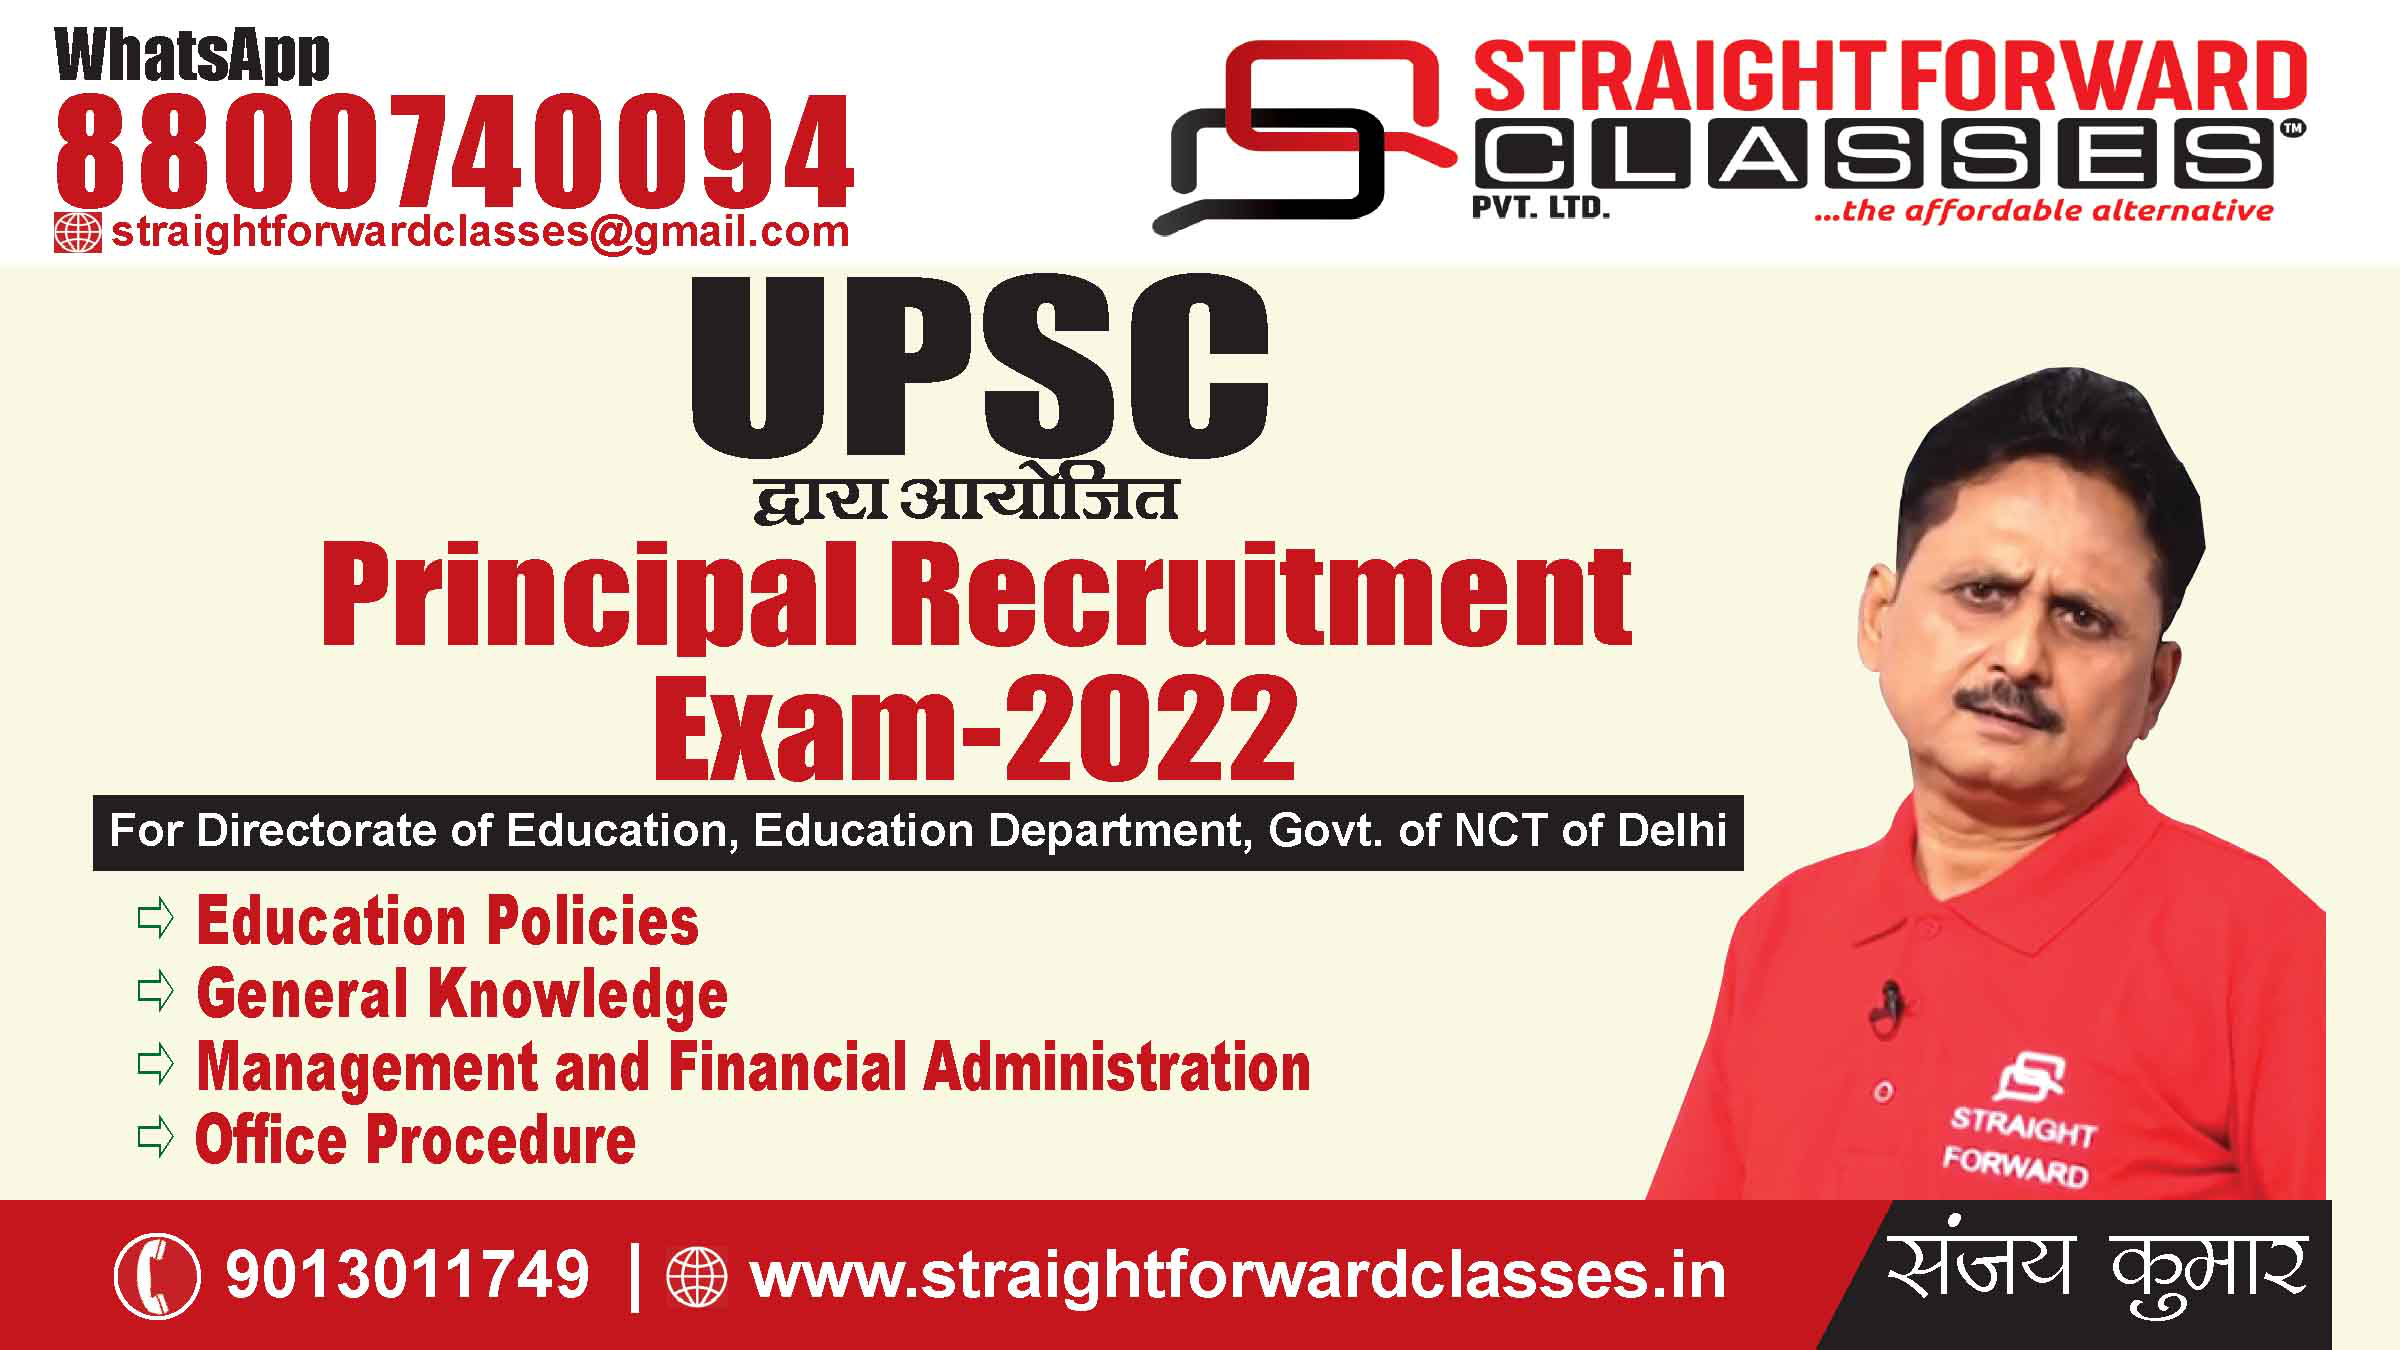 WhatsApp
8800740094
straightforwardclasses@gmail.com
STRAIGHT FORWARD
CLASSES™
PVT. LTD.
...the affordable alternative
UPSC
द्वारा आयोजित
Principal Recruitment
Exam-2022
For Directorate of Education, Education Department, Govt. of NCT of Delhi
⇨ Education Policies
⇨ General Knowledge
⇨ Management and Financial Administration
⇨ Office Procedure
STRAIGHT
FORWARD
9013011749 | www.straightforwardclasses.in
संजय कुमार